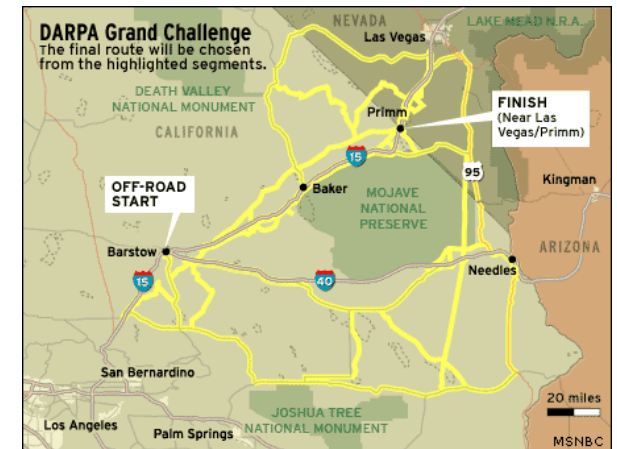 DARPA Grand Challenge
The final route will be chosen
from the highlighted segments.
NEVADA
LAKE MEAD N.R.A.
Las Vegas
DEATH VALLEY
NATIONAL MONUMENT
CALIFORNIA
Primm
FINISH
(Near Las
Vegas/Primm)
15
95
OFF-ROAD
START
Baker
MOJAVE
NATIONAL
PRESERVE
Kingman
ARIZONA
Barstow
Needles
15
40
San Bernardino
20 miles
JOSHUA TREE
NATIONAL MONUMENT
Los Angeles
Palm Springs
MSNBC